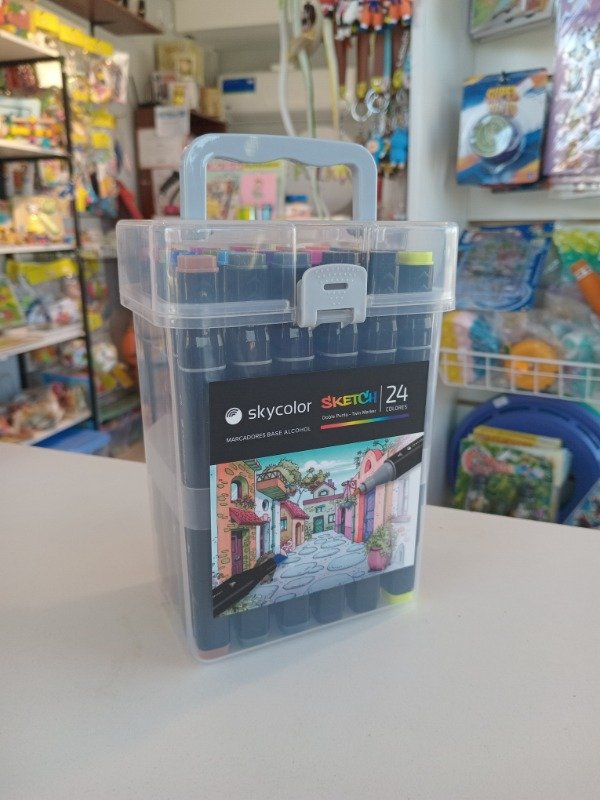 skycolor
SKETCH
24
COLORES
Doble Punta - Twin Marker
MARCADORES BASE ALCOHOL